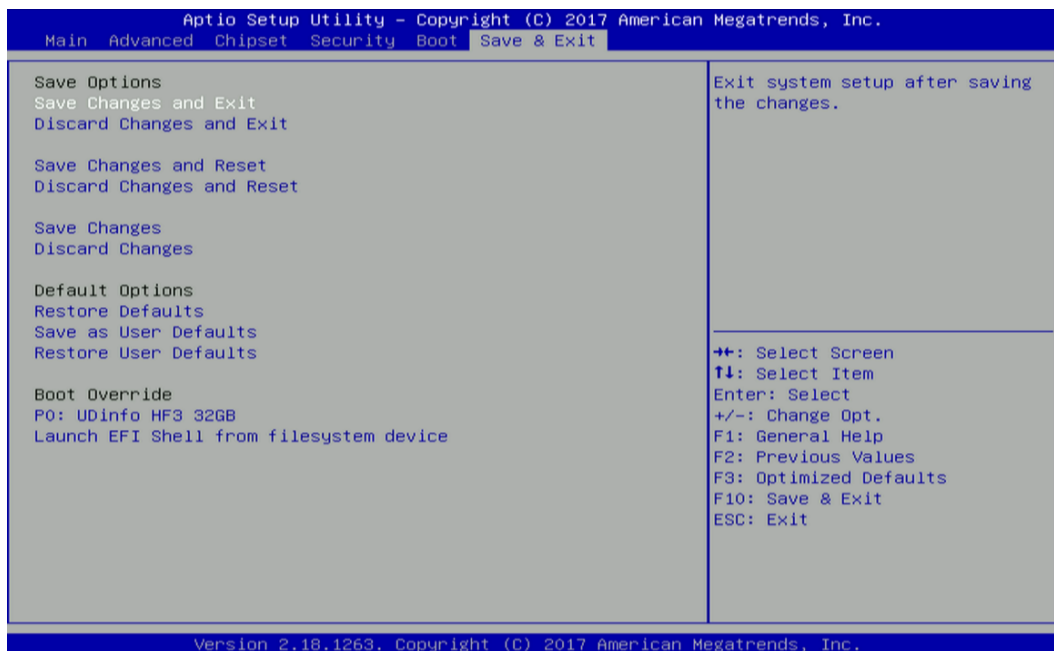 Aptio Setup Utility – Copyright (C) 2017 American Megatrends, Inc.
Main Advanced Chipset Security Boot Save & Exit
Save Options
Save Changes and Exit
Discard Changes and Exit
Save Changes and Reset
Discard Changes and Reset
Save Changes
Discard Changes
Default Options
Restore Defaults
Save as User Defaults
Restore User Defaults
Boot Override
P0: UDinfo HF3 32GB
Launch EFI Shell from filesystem device
Exit system setup after saving
the changes.
→←: Select Screen
↑↓: Select Item
Enter: Select
+/-: Change Opt.
F1: General Help
F2: Previous Values
F3: Optimized Defaults
F10: Save & Exit
ESC: Exit
Version 2.18.1263. Copyright (C) 2017 American Megatrends, Inc.